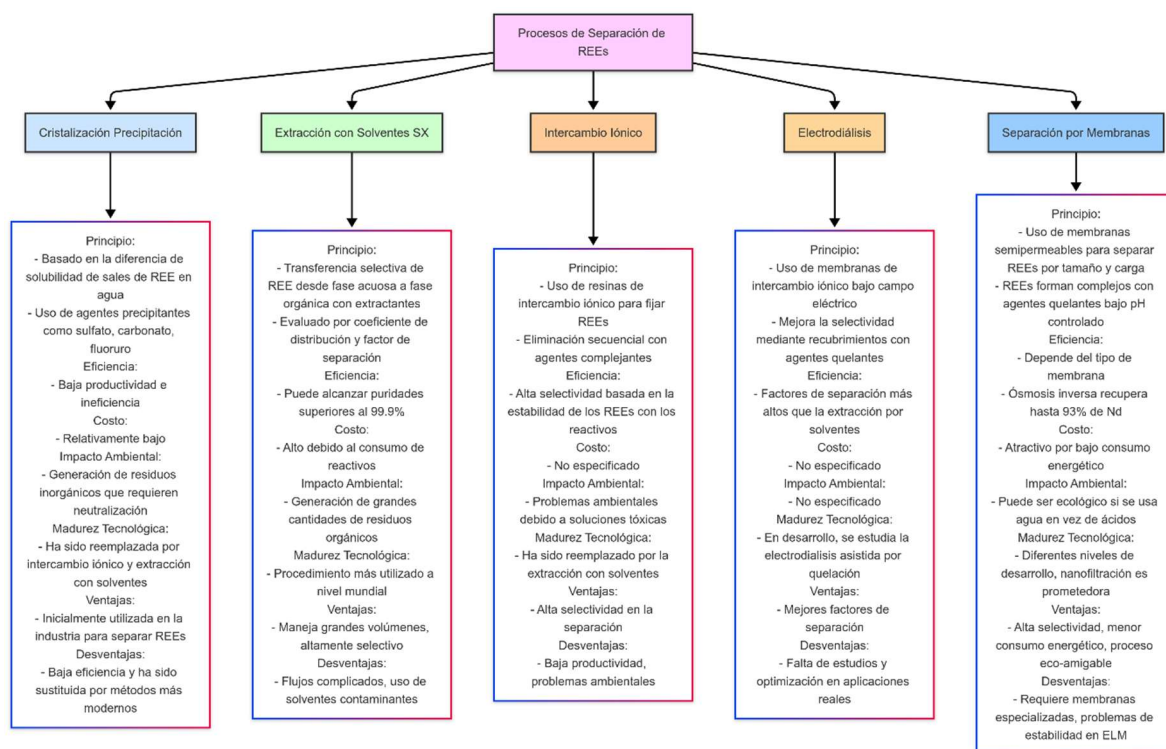 Procesos de Separación de
REEs
Cristalización Precipitación
Extracción con Solventes SX
Intercambio Iónico
Electrodiálisis
Separación por Membranas
Principio:
- Basado en la diferencia de
solubilidad de sales de REE en
agua
- Uso de agentes precipitantes
como sulfato, carbonato,
fluoruro
Eficiencia:
- Baja productividad e
ineficiencia
Costo:
- Relativamente bajo
Impacto Ambiental:
- Generación de residuos
inorgánicos que requieren
neutralización
Madurez Tecnológica:
- Ha sido reemplazada por
intercambio iónico y extracción
con solventes
Ventajas:
- Inicialmente utilizada en la
industria para separar REEs
Desventajas:
- Baja eficiencia y ha sido
sustituida por métodos más
modernos
Principio:
- Transferencia selectiva de
REE desde fase acuosa a fase
orgánica con extractantes
- Evaluado por coeficiente de
distribución y factor de
separación
Eficiencia:
- Puede alcanzar puridades
superiores al 99.9%
Costo:
- Alto debido al consumo de
reactivos
Impacto Ambiental:
- Generación de grandes
cantidades de residuos
orgánicos
Madurez Tecnológica:
- Procedimiento más utilizado a
nivel mundial
Ventajas:
- Maneja grandes volúmenes,
altamente selectivo
Desventajas:
- Flujos complicados, uso de
solventes contaminantes
Principio:
- Uso de resinas de
intercambio iónico para fijar
REEs
- Eliminación secuencial con
agentes complejantes
Eficiencia:
- Alta selectividad basada en la
estabilidad de los REEs con los
reactivos
Costo:
- No especificado
Impacto Ambiental:
- Problemas ambientales
debido a soluciones tóxicas
Madurez Tecnológica:
- Ha sido reemplazado por la
extracción con solventes
Ventajas:
- Alta selectividad en la
separación
Desventajas:
- Baja productividad,
problemas ambientales
Principio:
- Uso de membranas de
intercambio iónico bajo campo
eléctrico
- Mejora la selectividad
mediante recubrimientos con
agentes quelantes
Eficiencia:
- Factores de separación más
altos que la extracción por
solventes
Costo:
- No especificado
Impacto Ambiental:
- No especificado
Madurez Tecnológica:
- En desarrollo, se estudia la
electrodialisis asistida por
quelación
Ventajas:
- Mejores factores de
separación
Desventajas:
- Falta de estudios y
optimización en aplicaciones
reales
Principio:
- Uso de membranas
semipermeables para separar
REEs por tamaño y carga
- REEs forman complejos con
agentes quelantes bajo pH
controlado
Eficiencia:
- Depende del tipo de
membrana
- Ósmosis inversa recupera
hasta 93% de Nd
Costo:
- Atractivo por bajo consumo
energético
Impacto Ambiental:
- Puede ser ecológico si se usa
agua en vez de ácidos
Madurez Tecnológica:
- Diferentes niveles de
desarrollo, nanofiltración es
prometedora
Ventajas:
- Alta selectividad, menor
consumo energético, proceso
eco-amigable
Desventajas:
- Requiere membranas
especializadas, problemas de
estabilidad en ELM